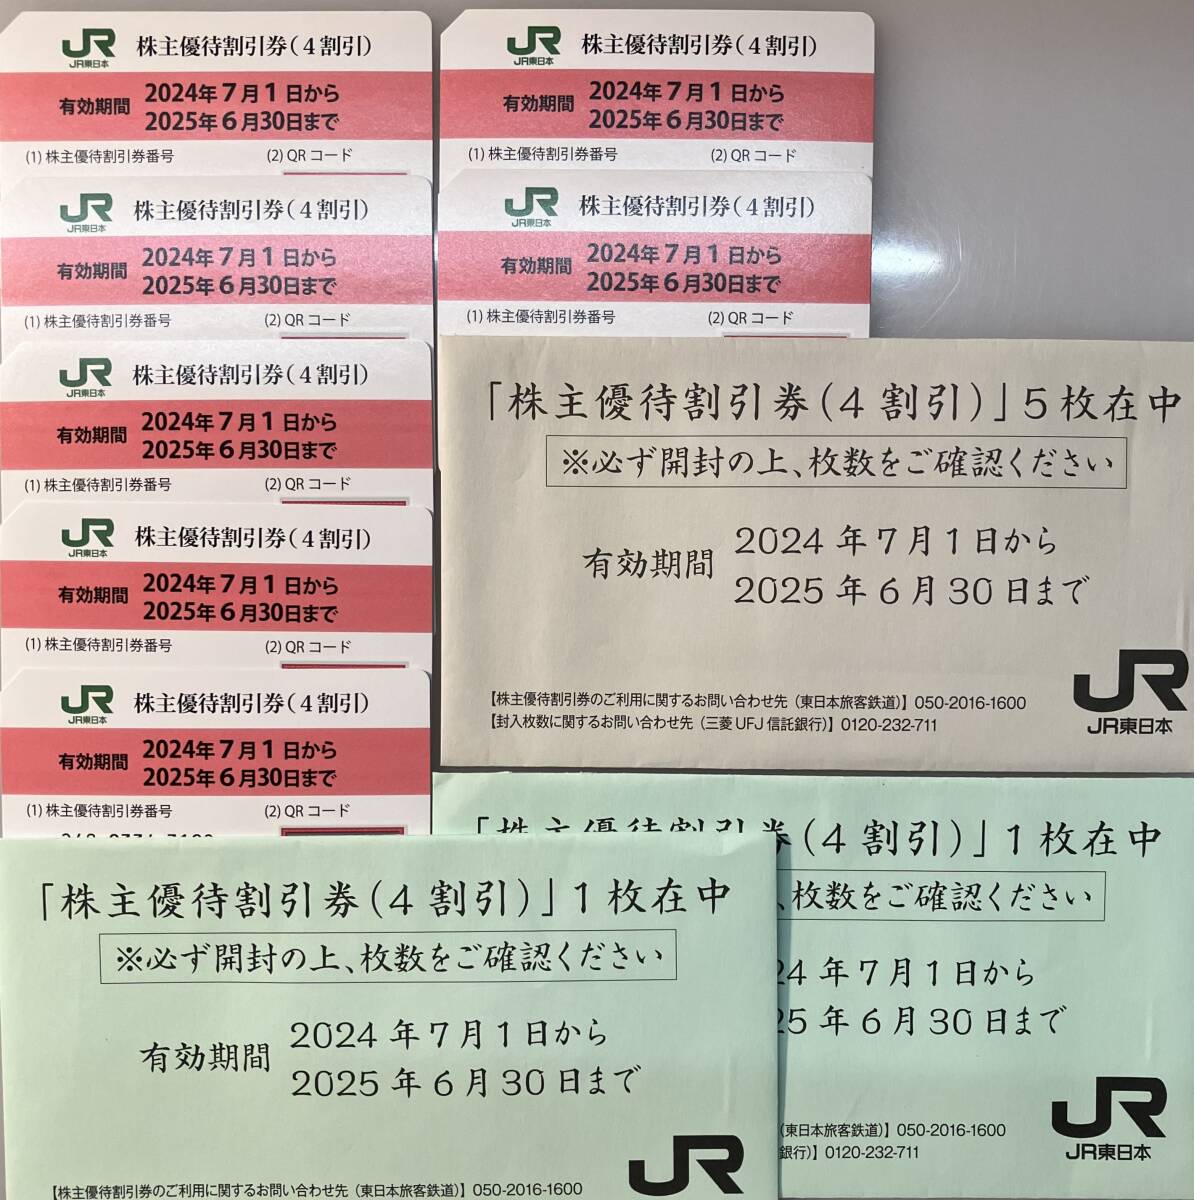 JR JR東日本 株主優待割引券(4割引)
有効期間 2024年7月1日から
2025年6月30日まで
(1)株主優待割引券番号 (2)QRコード
JR JR東日本 株主優待割引券(4割引)
有効期間 2024年7月1日から
2025年6月30日まで
(1)株主優待割引券番号 (2)QRコード
JR JR東日本 株主優待割引券(4割引)
有効期間 2024年7月1日から
2025年6月30日まで
(1)株主優待割引券番号 (2)QRコード
JR JR東日本 株主優待割引券(4割引)
有効期間 2024年7月1日から
2025年6月30日まで
(1)株主優待割引券番号 (2)QRコード
JR JR東日本 株主優待割引券(4割引)
有効期間 2024年7月1日から
2025年6月30日まで
(1)株主優待割引券番号 (2)QRコード
JR JR東日本 株主優待割引券(4割引)
有効期間 2024年7月1日から
2025年6月30日まで
(1)株主優待割引券番号 (2)QRコード
JR JR東日本 株主優待割引券(4割引)
有効期間 2024年7月1日から
2025年6月30日まで
(1)株主優待割引券番号 (2)QRコード
「株主優待割引券(4割引)」5枚在中
※必ず開封の上、枚数をご確認ください
有効期間 2024年7月1日から
2025年6月30日まで
【株主優待割引券のご利用に関するお問い合わせ先(東日本旅客鉄道)】050-2016-1600
【封入枚数に関するお問い合わせ先(三菱UFJ信託銀行)】0120-232-711
JR
JR東日本
「株主優待割引券(4割引)」1枚在中
、枚数をご確認ください
24年7月1日から
25年6月30日まで
(東日本旅客鉄道)】050-2016-1600
銀行)】0120-232-711
JR
JR東日本
「株主優待割引券(4割引)」1枚在中
※必ず開封の上、枚数をご確認ください
有効期間 2024年7月1日から
2025年6月30日まで
【株主優待割引券のご利用に関するお問い合わせ先(東日本旅客鉄道)】050-2016-1600
JR